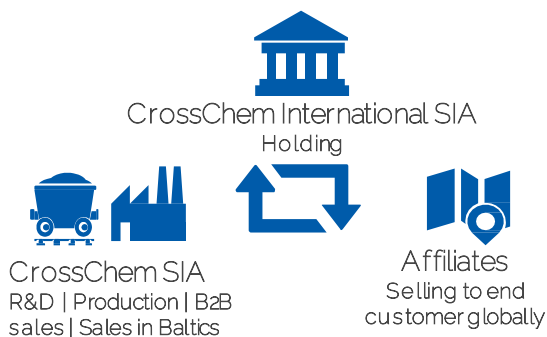 CrossChem International SIA
Holding
CrossChem SIA
R&D | Production | B2B
sales | Sales in Baltics
Affiliates
Selling to end
customer globally